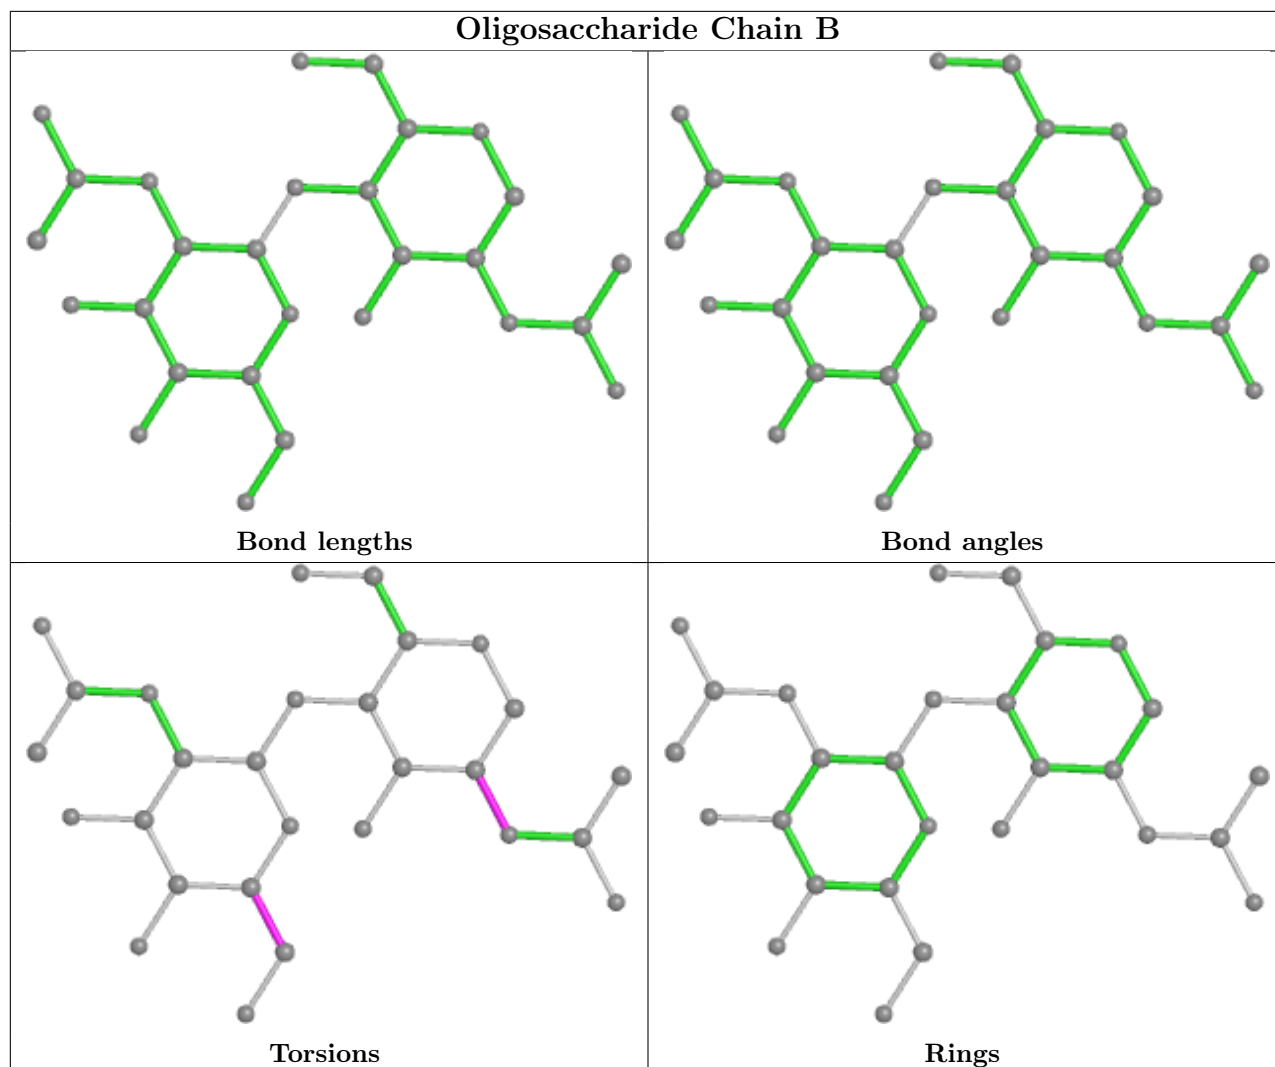 Oligosaccharide Chain B
Bond lengths
Bond angles
Torsions
Rings